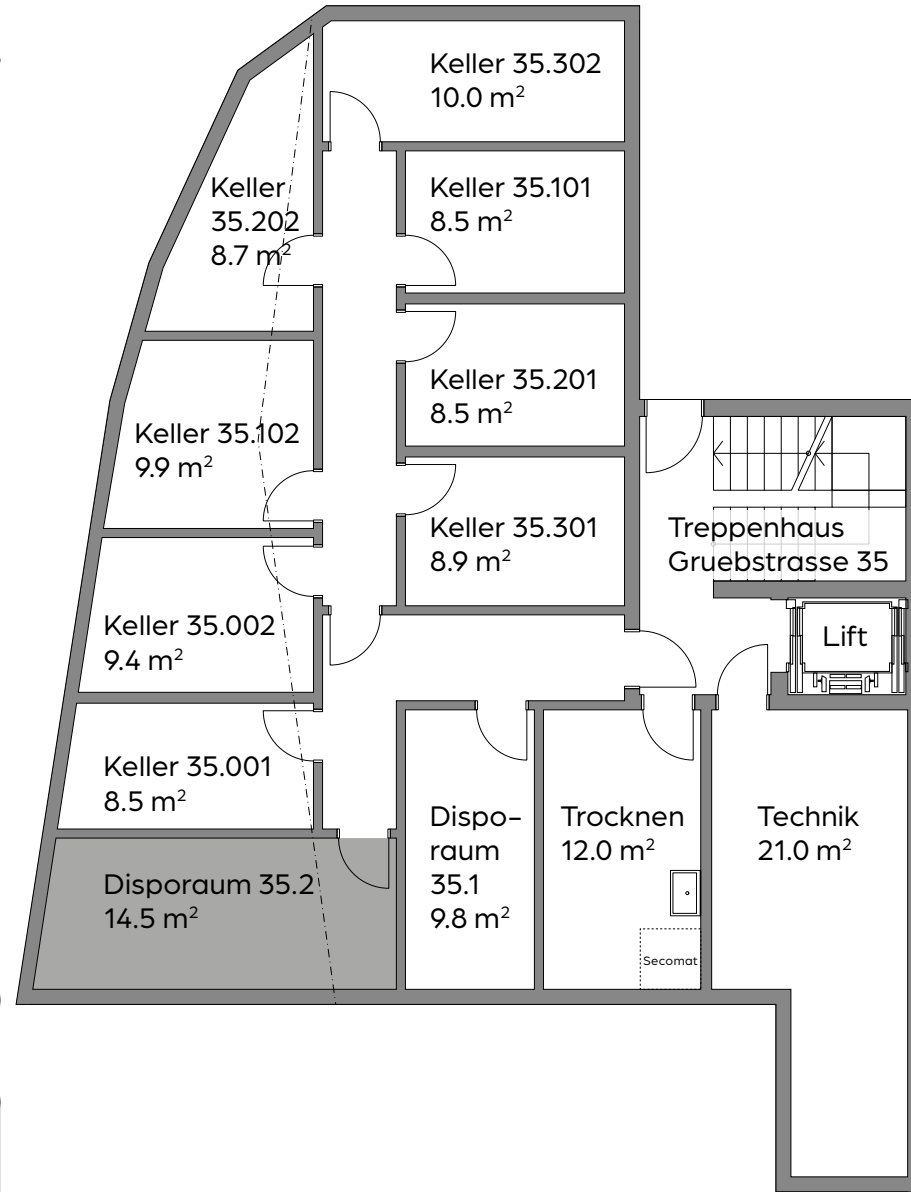 Keller 35.302
10.0 m²
Keller
35.202
8.7 m²
Keller 35.101
8.5 m²
Keller 35.201
8.5 m²
Keller 35.102
9.9 m²
Keller 35.301
8.9 m²
Treppenhaus
Gruebstrasse 35
Lift
Keller 35.002
9.4 m²
Keller 35.001
8.5 m²
Dispo-
raum
35.1
9.8 m²
Trocknen
12.0 m²
Technik
21.0 m²
Disporaum 35.2
14.5 m²
Secomat